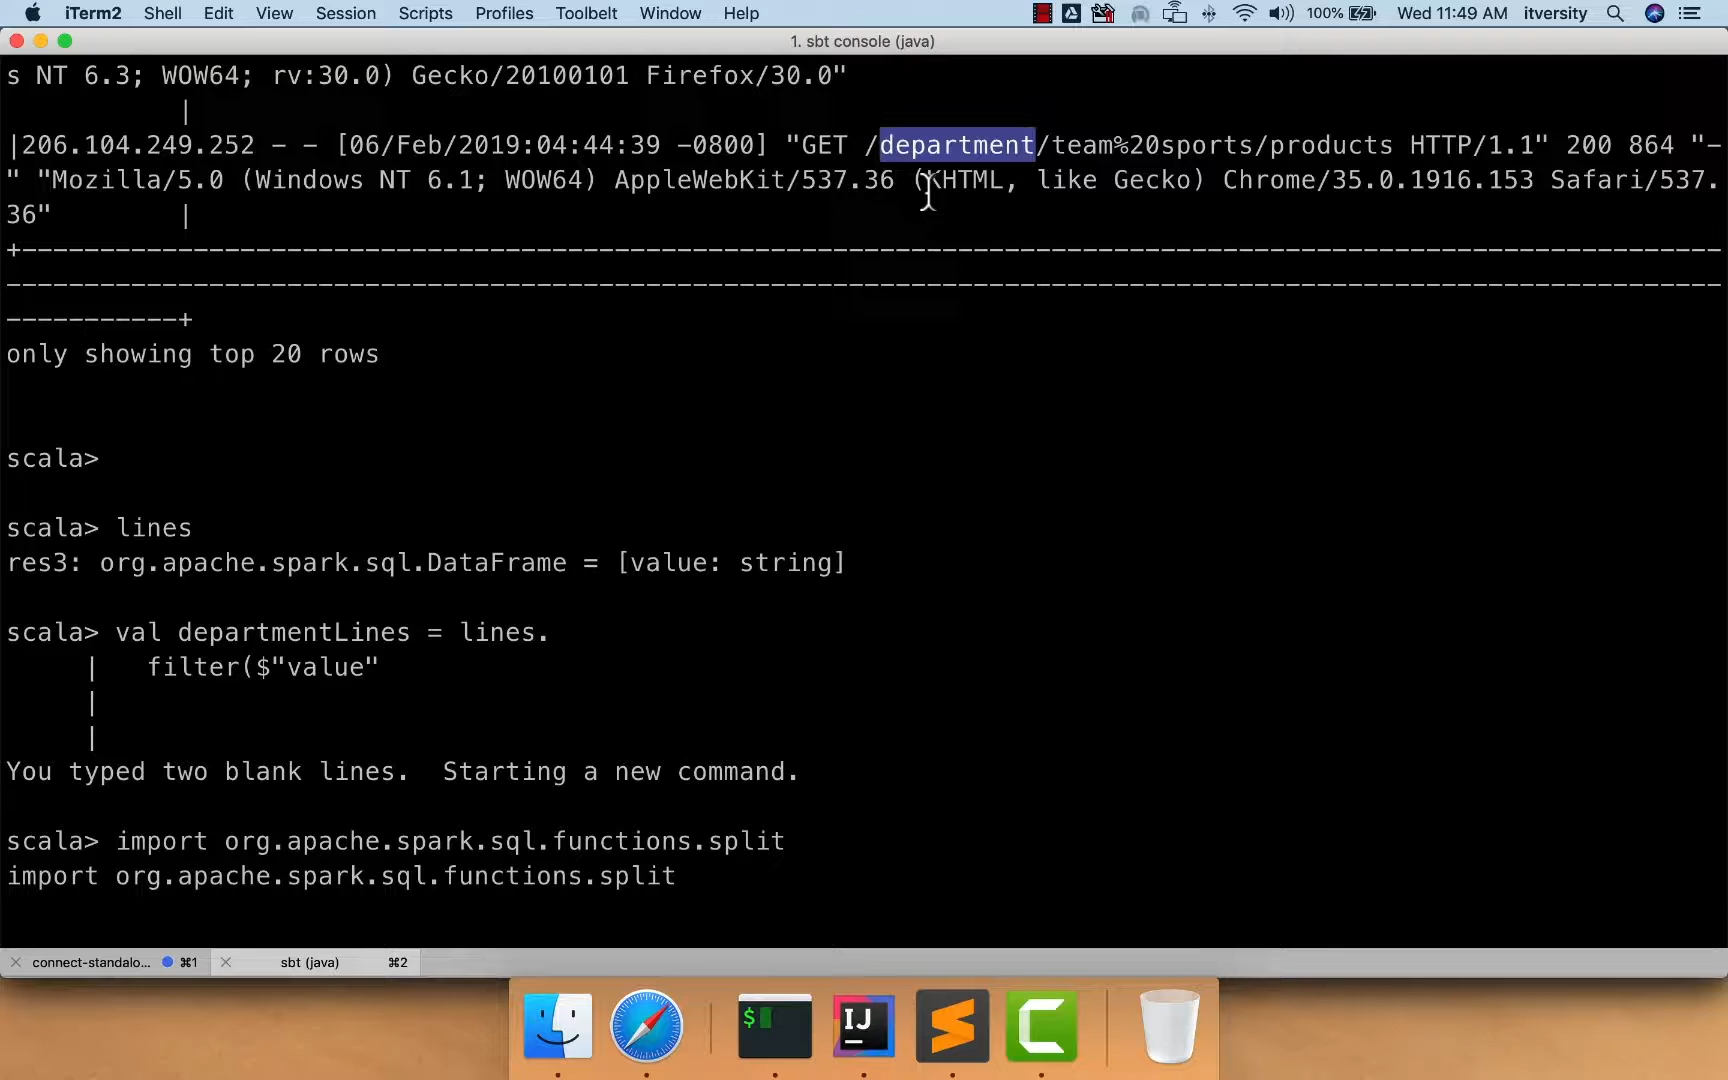 iTerm2 Shell Edit View Session Scripts Profiles Toolbelt Window Help 100% Wed 11:49 AM itversity
1. sbt console (java)
s NT 6.3; WOW64; rv:30.0) Gecko/20100101 Firefox/30.0"
|
|206.104.249.252 - - [06/Feb/2019:04:44:39 -0800] "GET /department/team%20sports/products HTTP/1.1" 200 864 "-
" "Mozilla/5.0 (Windows NT 6.1; WOW64) AppleWebKit/537.36 (KHTML, like Gecko) Chrome/35.0.1916.153 Safari/537.
36" |
+-------------------------------------------------------------------------------------------------------------
--------------------------------------------------------------------------------------------------------------
-----------+
only showing top 20 rows
scala>
scala> lines
res3: org.apache.spark.sql.DataFrame = [value: string]
scala> val departmentLines = lines.
| filter($"value"
|
|
You typed two blank lines. Starting a new command.
scala> import org.apache.spark.sql.functions.split
import org.apache.spark.sql.functions.split
connect-standalo... ⌘1 sbt (java) ⌘2
$ IJ